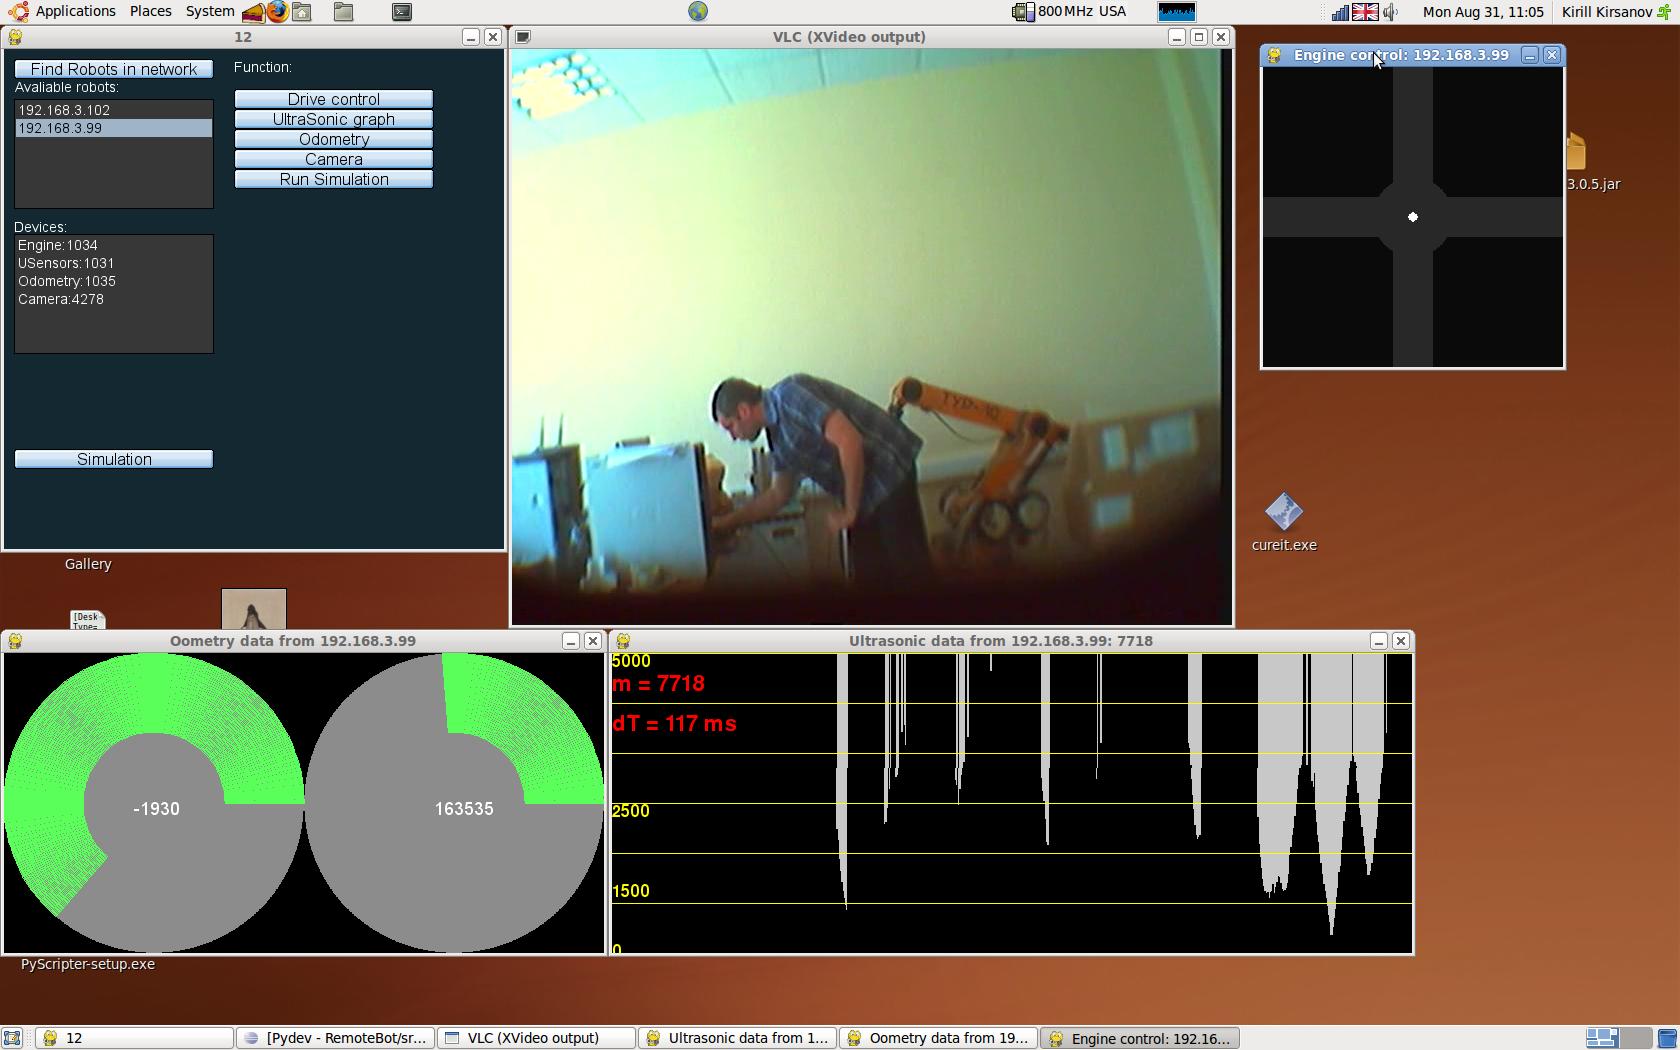 Applications Places System 800 MHz USA Mon Aug 31, 11:05 Kirill Kirsanov
12
Find Robots in network
Avaliable robots:
192.168.3.102
192.168.3.99
Devices:
Engine:1034
USensors:1031
Odometry:1035
Camera:4278
Simulation
Function:
Drive control
UltraSonic graph
Odometry
Camera
Run Simulation
VLC (XVideo output)
Engine control: 192.168.3.99
3.0.5.jar
cureit.exe
Gallery
[Desk
Type=
Oometry data from 192.168.3.99
-1930
163535
Ultrasonic data from 192.168.3.99: 7718
5000
m = 7718
dT = 117 ms
2500
1500
0
PyScripter-setup.exe
12
[Pydev - RemoteBot/sr...
VLC (XVideo output)
Ultrasonic data from 1...
Oometry data from 19...
Engine control: 192.16...